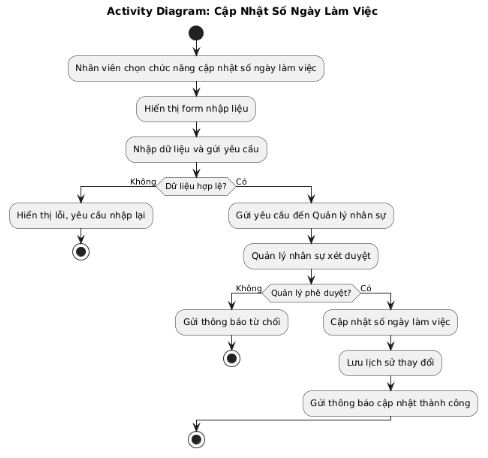 Activity Diagram: Cập Nhật Số Ngày Làm Việc
Nhân viên chọn chức năng cập nhật số ngày làm việc
Hiển thị form nhập liệu
Nhập dữ liệu và gửi yêu cầu
Không
Dữ liệu hợp lệ?
Có
Hiển thị lỗi, yêu cầu nhập lại
Gửi yêu cầu đến Quản lý nhân sự
Quản lý nhân sự xét duyệt
Không
Quản lý phê duyệt?
Có
Gửi thông báo từ chối
Cập nhật số ngày làm việc
Lưu lịch sử thay đổi
Gửi thông báo cập nhật thành công